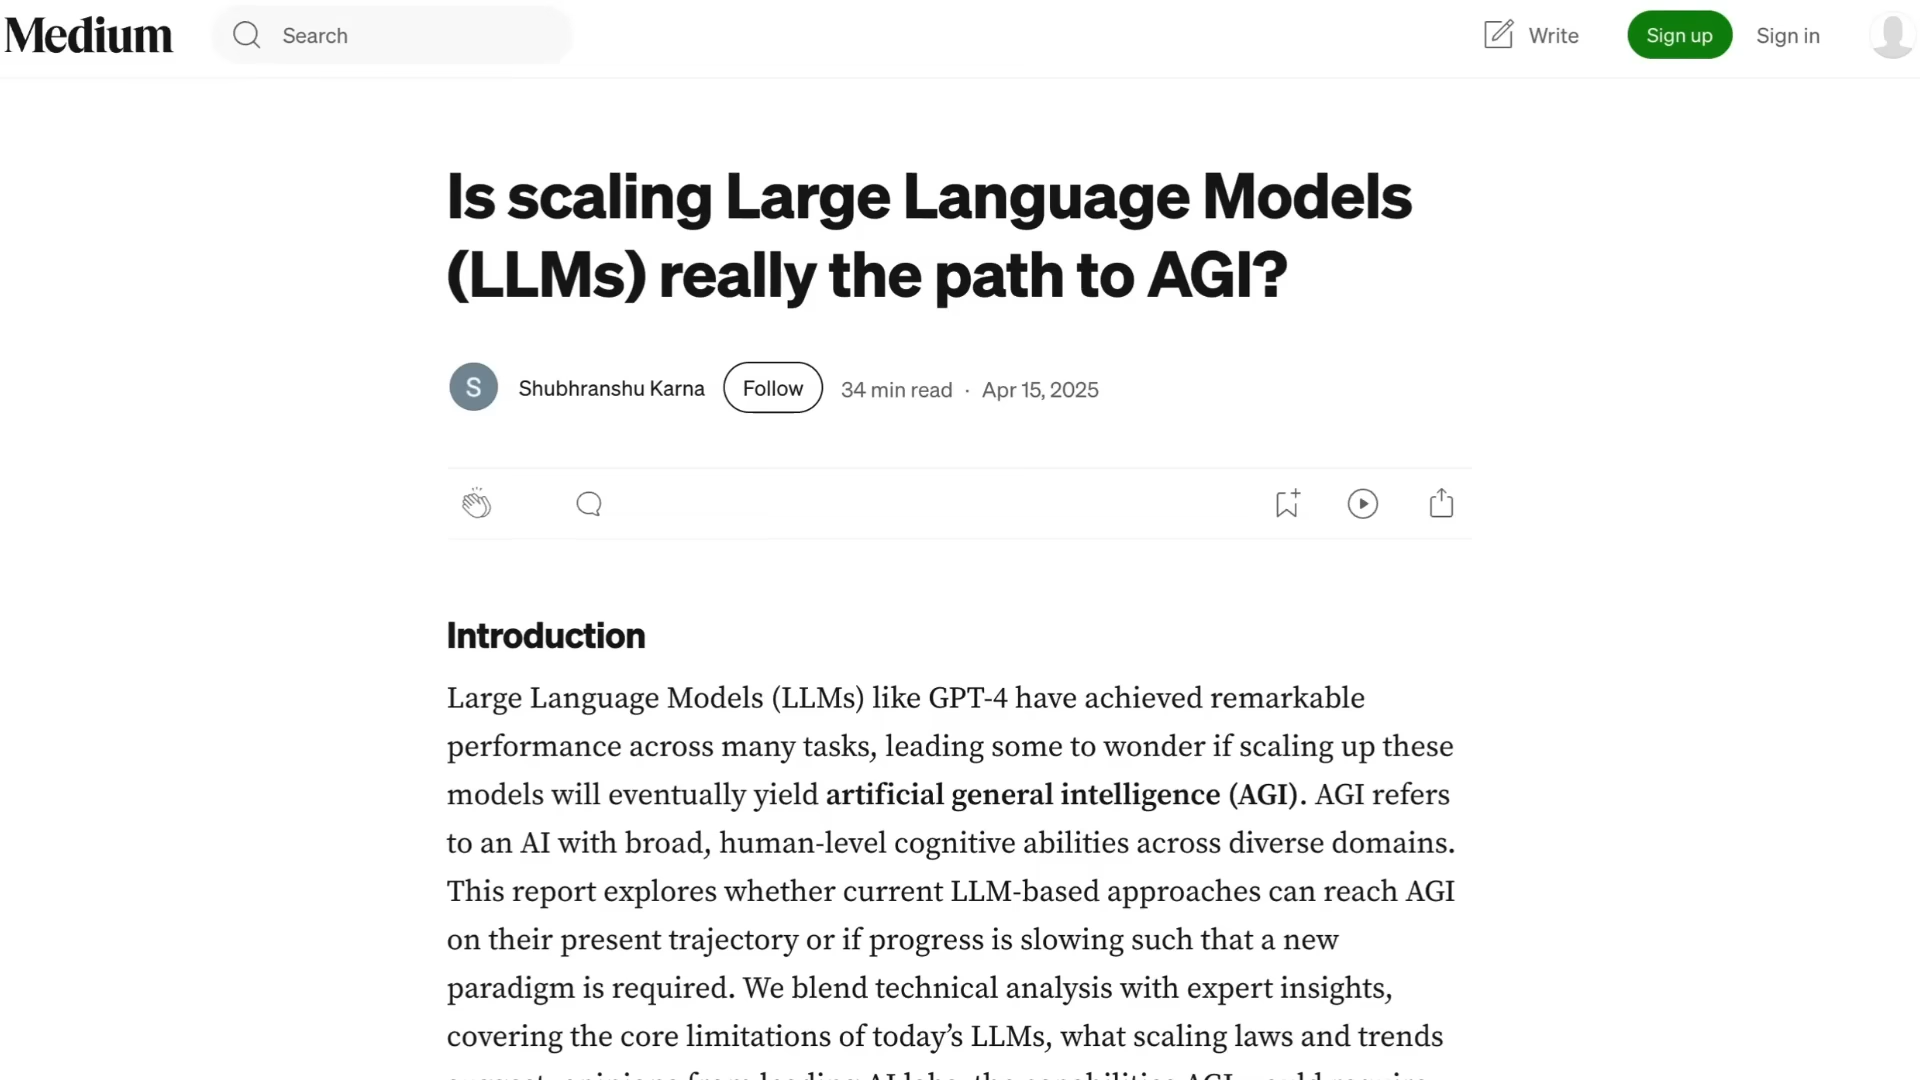 Medium
Search
Write
Sign up
Sign in
Is scaling Large Language Models
(LLMs) really the path to AGI?
S
Shubhranshu Karna
Follow
34 min read · Apr 15, 2025
Introduction
Large Language Models (LLMs) like GPT-4 have achieved remarkable
performance across many tasks, leading some to wonder if scaling up these
models will eventually yield artificial general intelligence (AGI). AGI refers
to an AI with broad, human-level cognitive abilities across diverse domains.
This report explores whether current LLM-based approaches can reach AGI
on their present trajectory or if progress is slowing such that a new
paradigm is required. We blend technical analysis with expert insights,
covering the core limitations of today’s LLMs, what scaling laws and trends